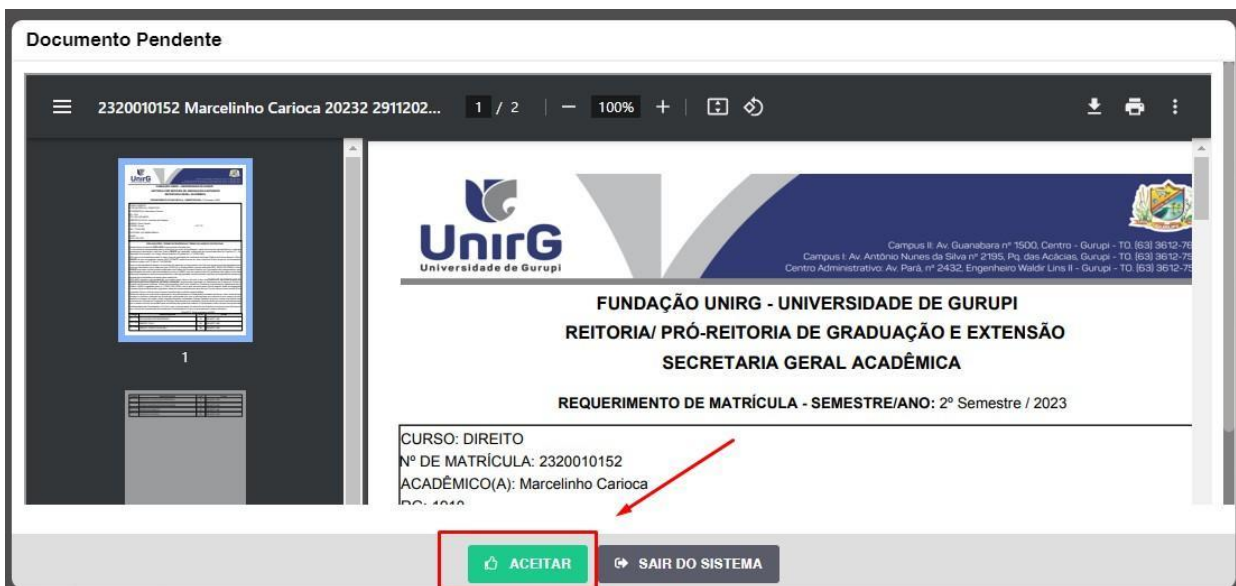 Documento Pendente
2320010152 Marcelinho Carioca 20232 2911202... 1 / 2 100%
UnirG
Universidade de Gurupi
Campus II: Av. Guanabara nº 1500, Centro - Gurupi - TO. (63) 3612-76
Campus I: Av. Antônio Nunes da Silva nº 2195, Pq. das Acácias, Gurupi - TO. (63) 3612-75
Centro Administrativo: Av. Pará, nº 2432, Engenheiro Waldir Lins II - Gurupi - TO. (63) 3612-75
FUNDAÇÃO UNIRG - UNIVERSIDADE DE GURUPI
REITORIA/ PRÓ-REITORIA DE GRADUAÇÃO E EXTENSÃO
SECRETARIA GERAL ACADÊMICA
REQUERIMENTO DE MATRÍCULA - SEMESTRE/ANO: 2º Semestre / 2023
CURSO: DIREITO
Nº DE MATRÍCULA: 2320010152
ACADÊMICO(A): Marcelinho Carioca
1
ACEITAR
SAIR DO SISTEMA